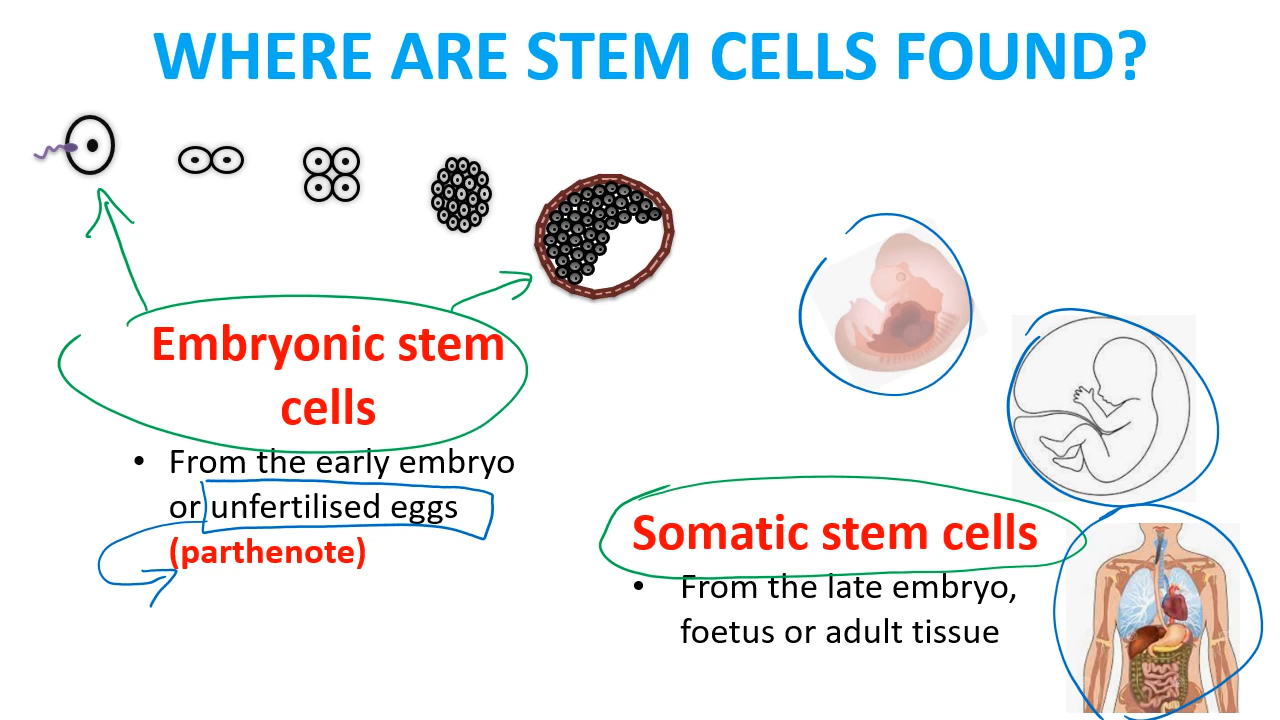 WHERE ARE STEM CELLS FOUND?
Embryonic stem
cells
• From the early embryo
or unfertilised eggs
(parthenote)
Somatic stem cells
• From the late embryo,
foetus or adult tissue